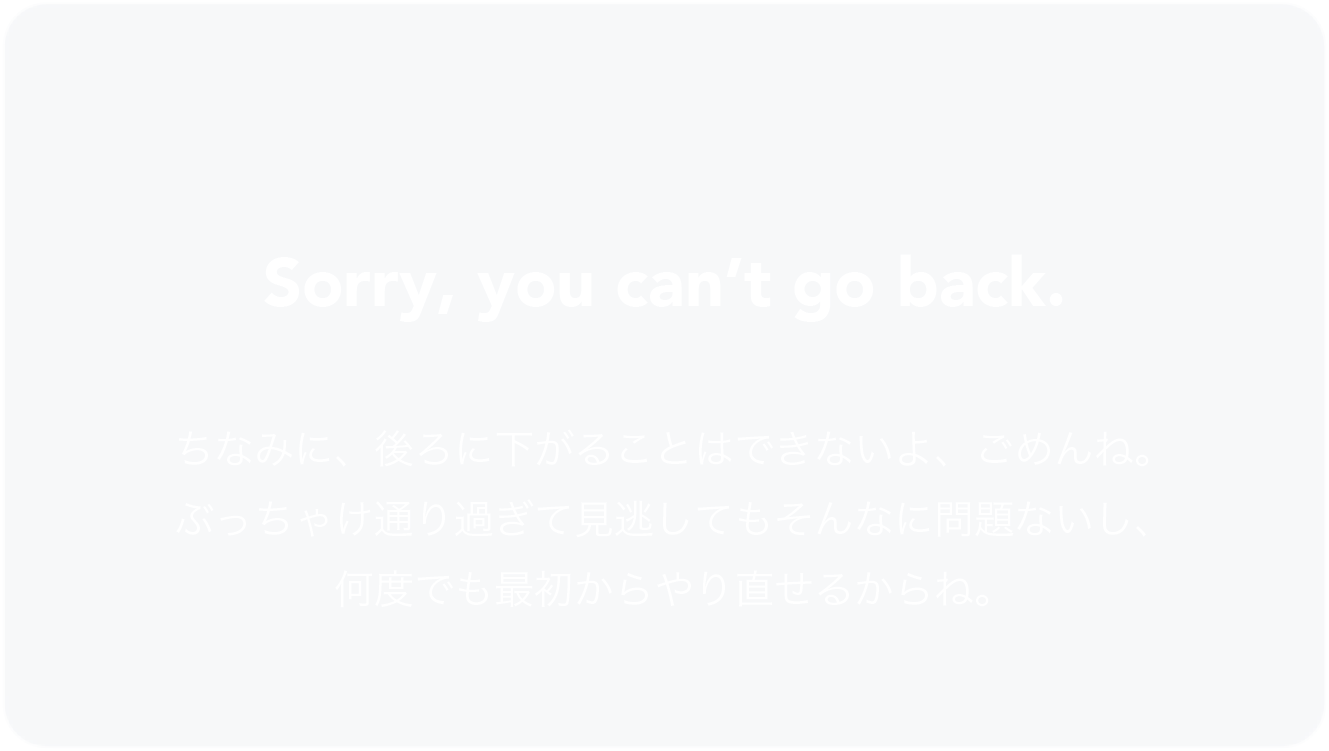 Sorry, you can’t go back.
ちなみに、後ろに下がることはできないよ、ごめんね。
ぶっちゃけ通り過ぎて見逃してもそんなに問題ないし、
何度でも最初からやり直せるからね。